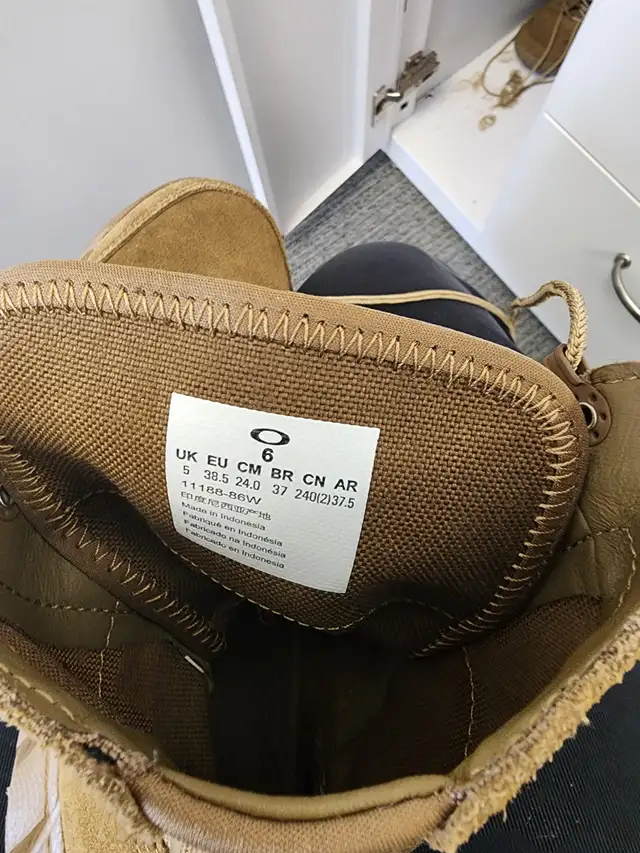 6
UK EU CM BR CN AR
5 38.5 24.0 37 240(2) 37.5
11188-86W
印度尼西亚产地
Made in Indonesia
Fabriqué en Indonésie
Fabricado na Indonésia
Fabricado en Indonesia